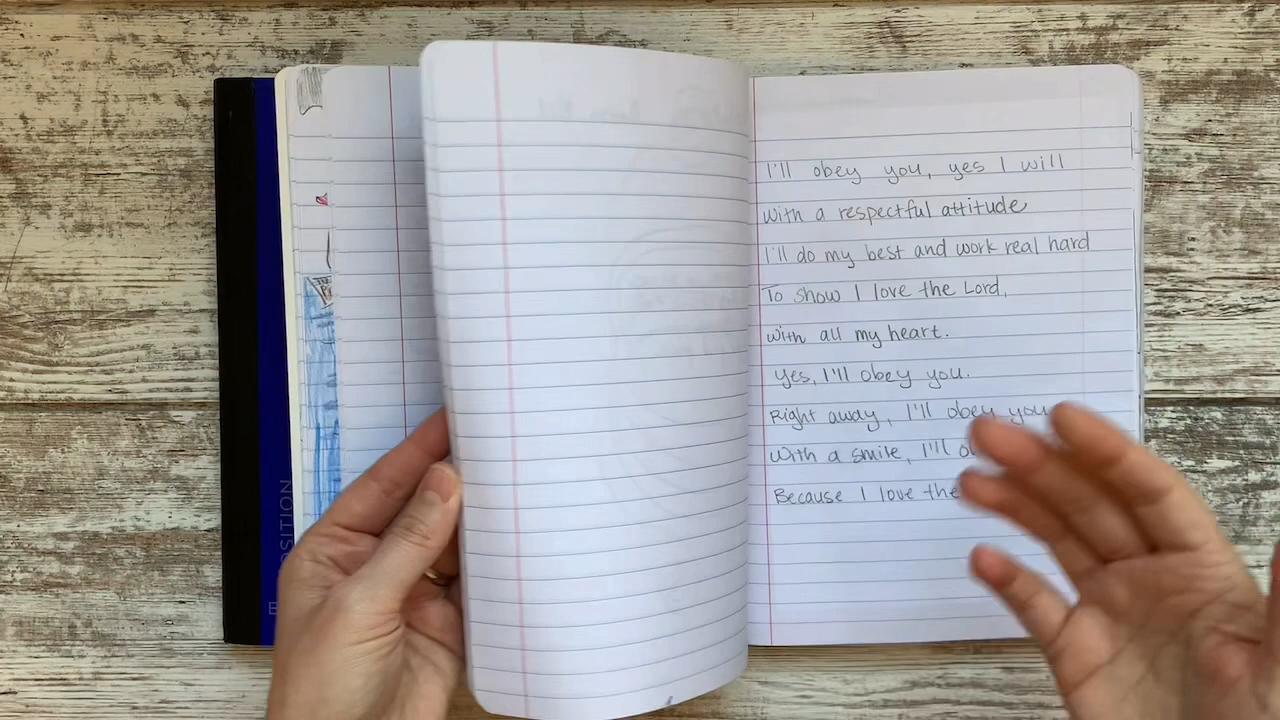 I'll obey you, yes I will
with a respectful attitude
I'll do my best and work real hard
To show I love the Lord,
with all my heart.
Yes, I'll obey you.
Right away, I'll obey you
With a smile, I'll
Because I love the